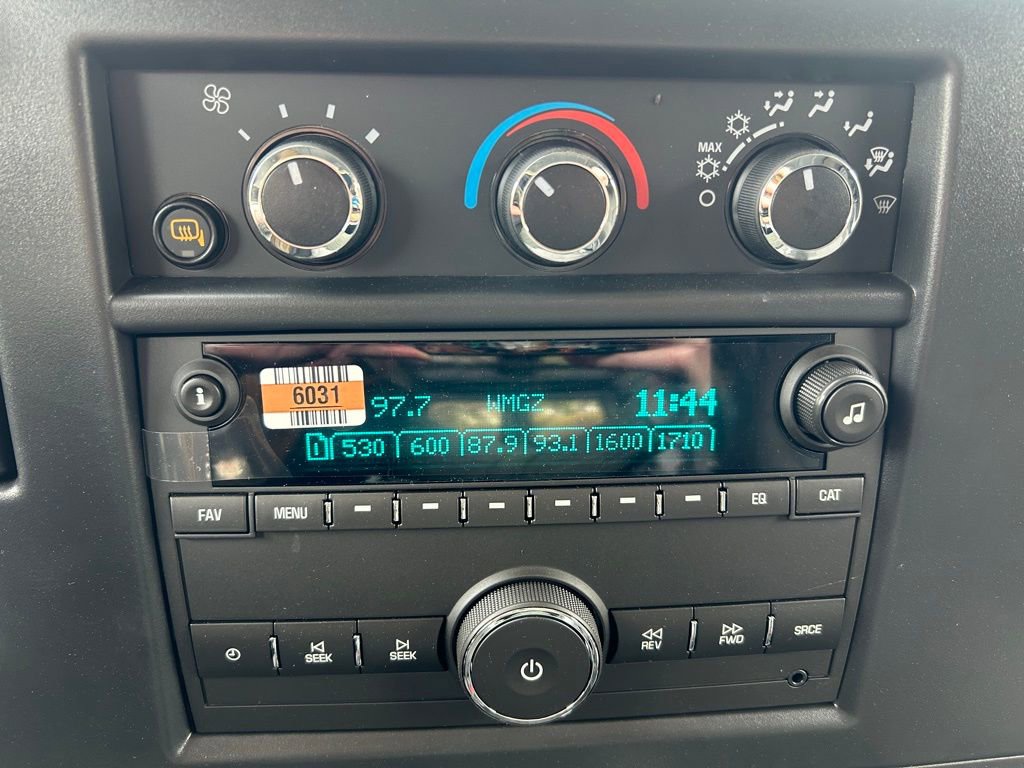 MAX
i
6031
97.7 WMGZ 11:44
1 530 600 87.9 93.1 1600 1710
FAV MENU EQ CAT
SEEK SEEK REV FWD SRCE